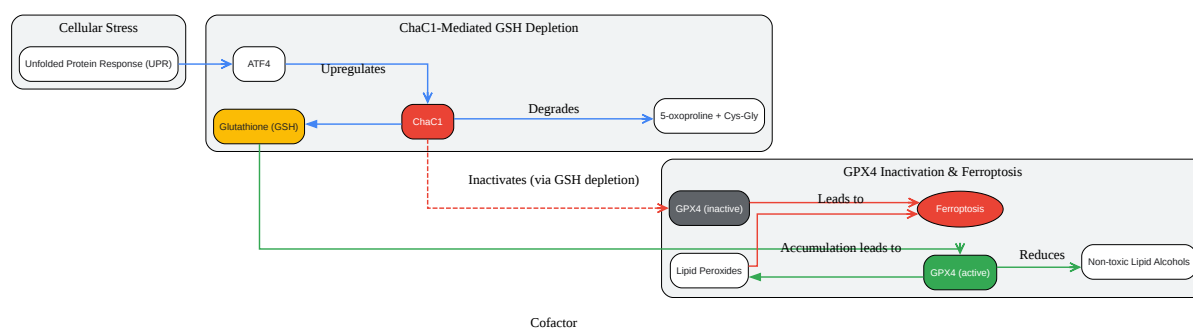 Cellular Stress
Unfolded Protein Response (UPR)
ChaC1-Mediated GSH Depletion
ATF4
Upregulates
Glutathione (GSH)
ChaC1
Degrades
5-oxoproline + Cys-Gly
Inactivates (via GSH depletion)
GPX4 Inactivation & Ferroptosis
GPX4 (inactive)
Leads to
Ferroptosis
Accumulation leads to
Lipid Peroxides
GPX4 (active)
Reduces
Non-toxic Lipid Alcohols
Cofactor